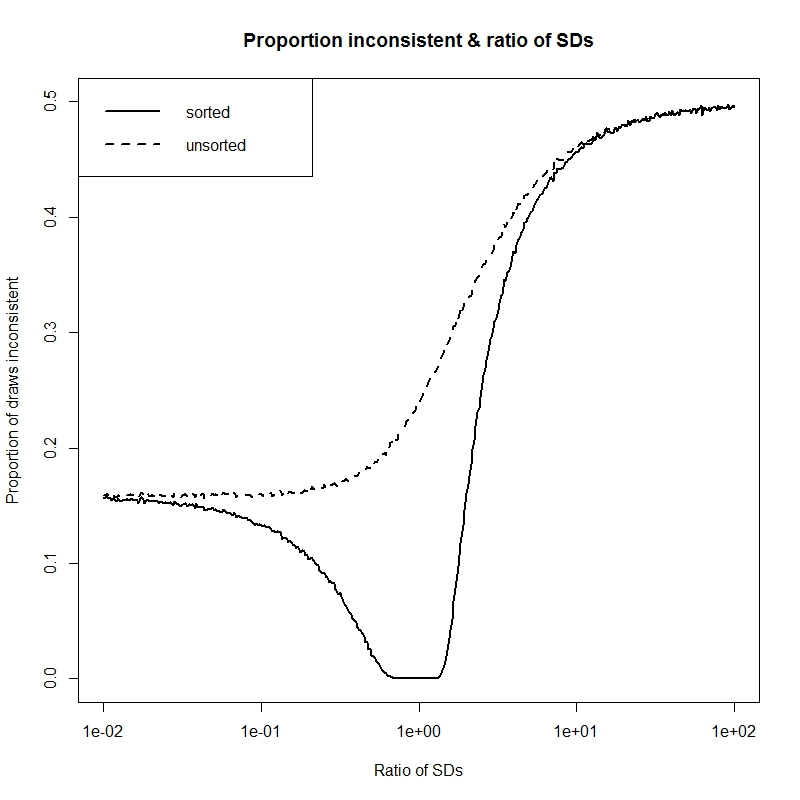 Proportion inconsistent & ratio of SDs
sorted
unsorted
Proportion of draws inconsistent
0.5
0.4
0.3
0.2
0.1
0.0
1e-02 1e-01 1e+00 1e+01 1e+02
Ratio of SDs